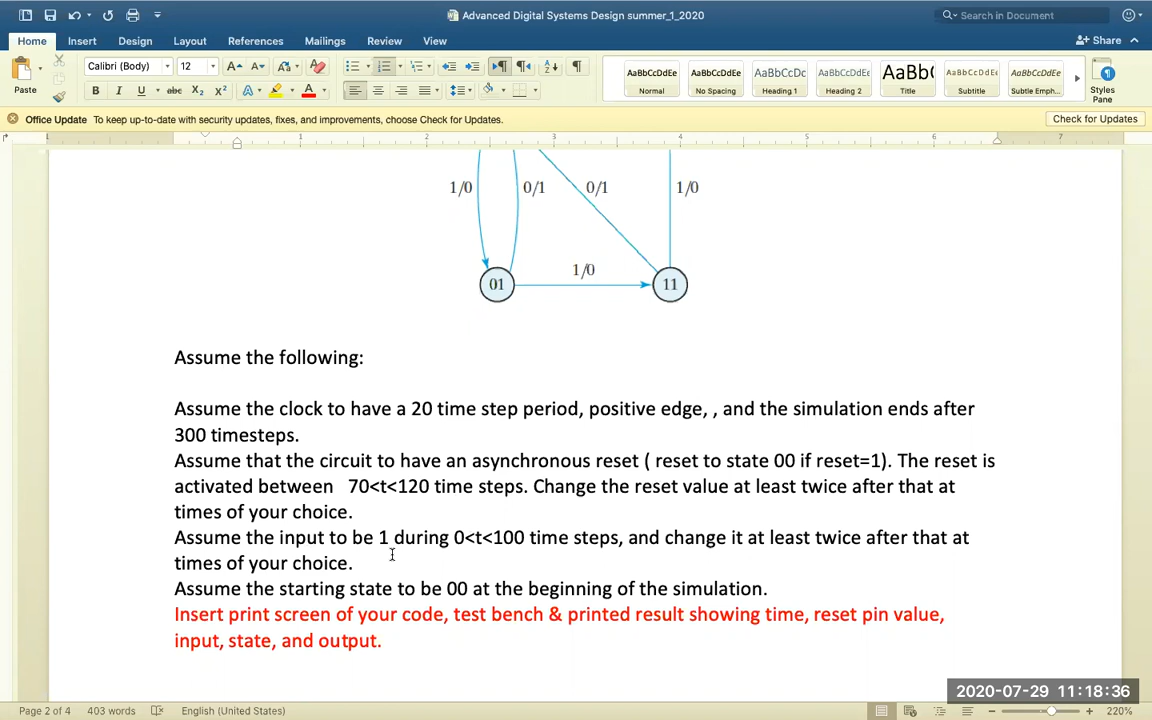 Advanced Digital Systems Design summer_1_2020
Search in Document
Home Insert Design Layout References Mailings Review View
Share
Paste
Calibri (Body) 12
AaBbCcDdEe AaBbCcDdEe AaBbCcDc AaBbCcDdEe AaBb( AaBbCcDdEe AaBbCcDdEe
Normal No Spacing Heading 1 Heading 2 Title Subtitle Subtle Emph...
Styles Pane
Office Update To keep up-to-date with security updates, fixes, and improvements, choose Check for Updates.
Check for Updates
1 2 3 4 5 6 7
1/0 0/1 0/1 1/0
1/0
01 11
Assume the following:
Assume the clock to have a 20 time step period, positive edge, , and the simulation ends after
300 timesteps.
Assume that the circuit to have an asynchronous reset ( reset to state 00 if reset=1). The reset is
activated between 70<t<120 time steps. Change the reset value at least twice after that at
times of your choice.
Assume the input to be 1 during 0<t<100 time steps, and change it at least twice after that at
times of your choice.
Assume the starting state to be 00 at the beginning of the simulation.
Insert print screen of your code, test bench & printed result showing time, reset pin value,
input, state, and output.
2020-07-29 11:18:36
Page 2 of 4 403 words English (United States) 220%